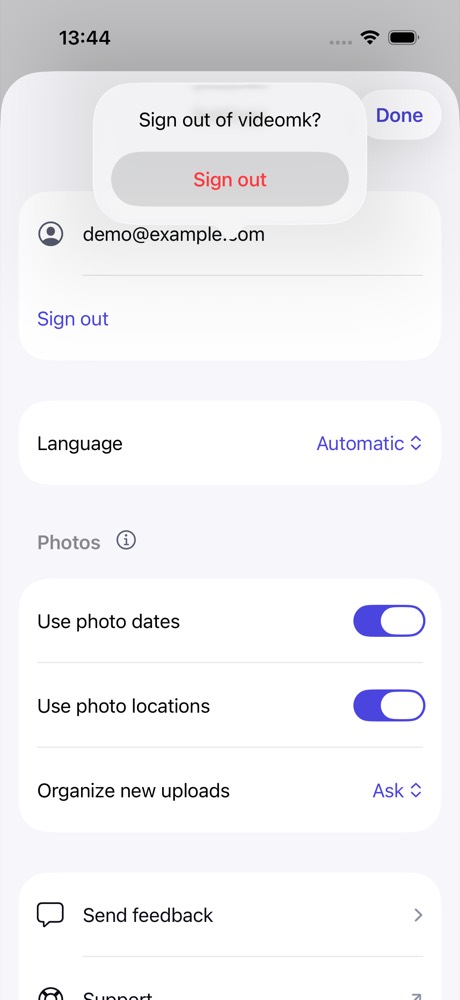 13:44
Sign out of videomk?
Done
Sign out
demo@example.com
Sign out
Language
Automatic
Photos
Use photo dates
Use photo locations
Organize new uploads
Ask
Send feedback
Support